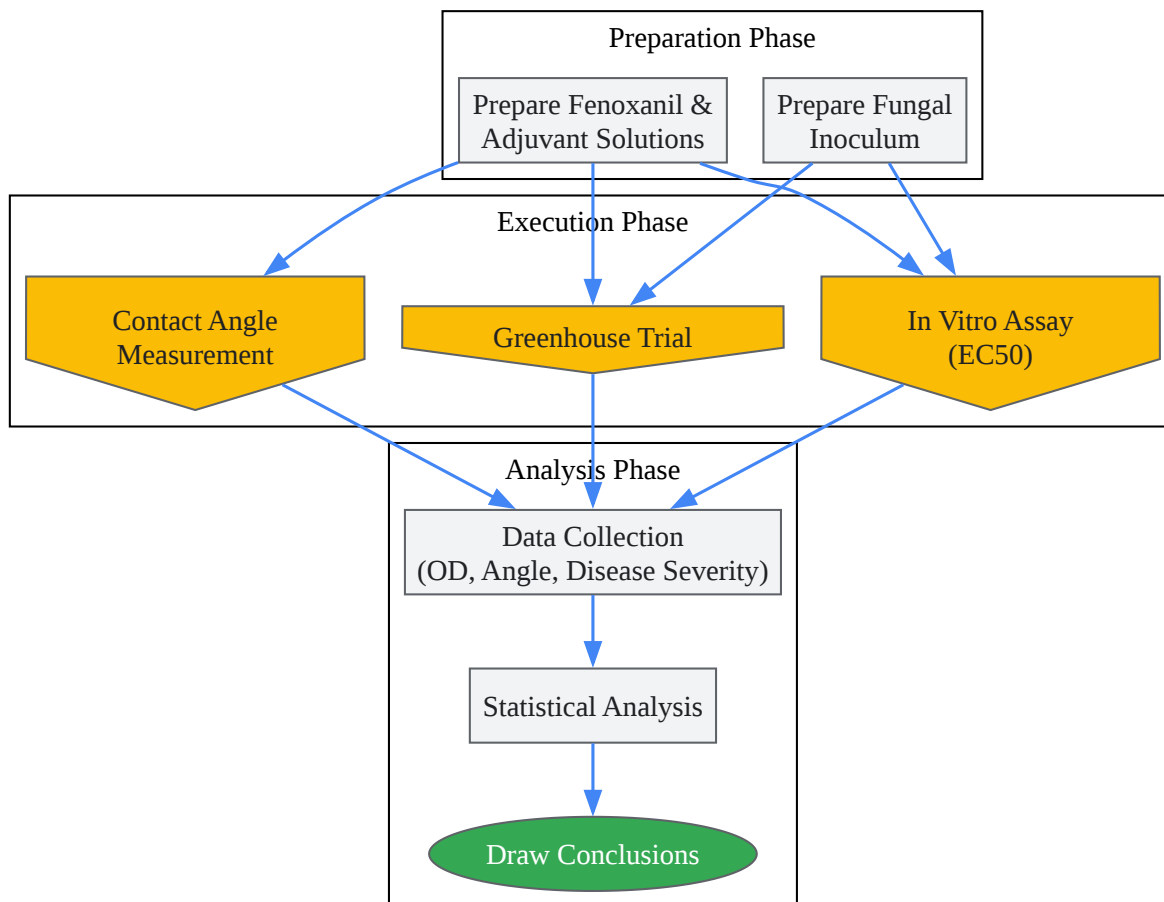 Preparation Phase
Prepare Fenoxanil &
Adjuvant Solutions
Prepare Fungal
Inoculum
Execution Phase
Contact Angle
Measurement
Greenhouse Trial
In Vitro Assay
(EC50)
Analysis Phase
Data Collection
(OD, Angle, Disease Severity)
Statistical Analysis
Draw Conclusions